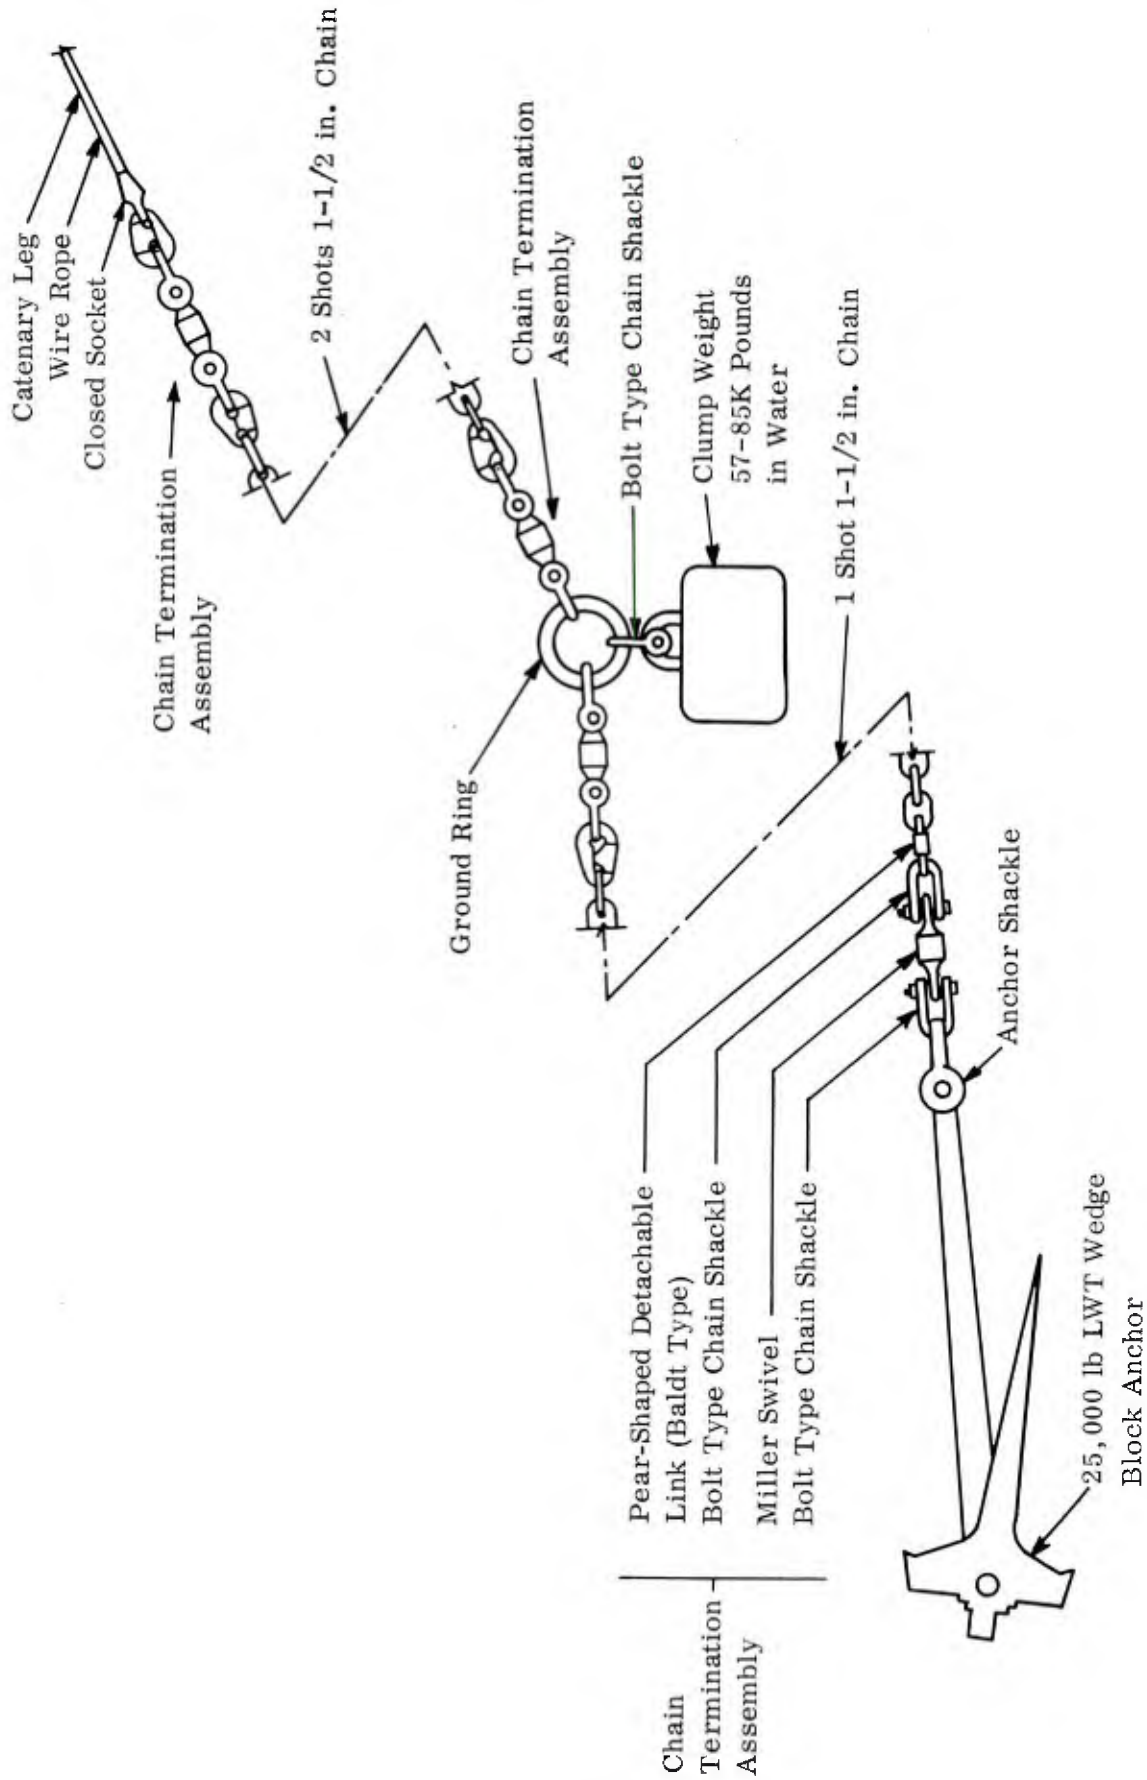 Catenary Leg
Wire Rope
Closed Socket
Chain Termination
Assembly
2 Shots 1-1/2 in. Chain
Chain Termination
Assembly
Bolt Type Chain Shackle
Clump Weight
57-85K Pounds
in Water
Ground Ring
1 Shot 1-1/2 in. Chain
Pear-Shaped Detachable
Link (Baldt Type)
Bolt Type Chain Shackle
Miller Swivel
Bolt Type Chain Shackle
Chain
Termination
Assembly
Anchor Shackle
25,000 lb LWT Wedge
Block Anchor